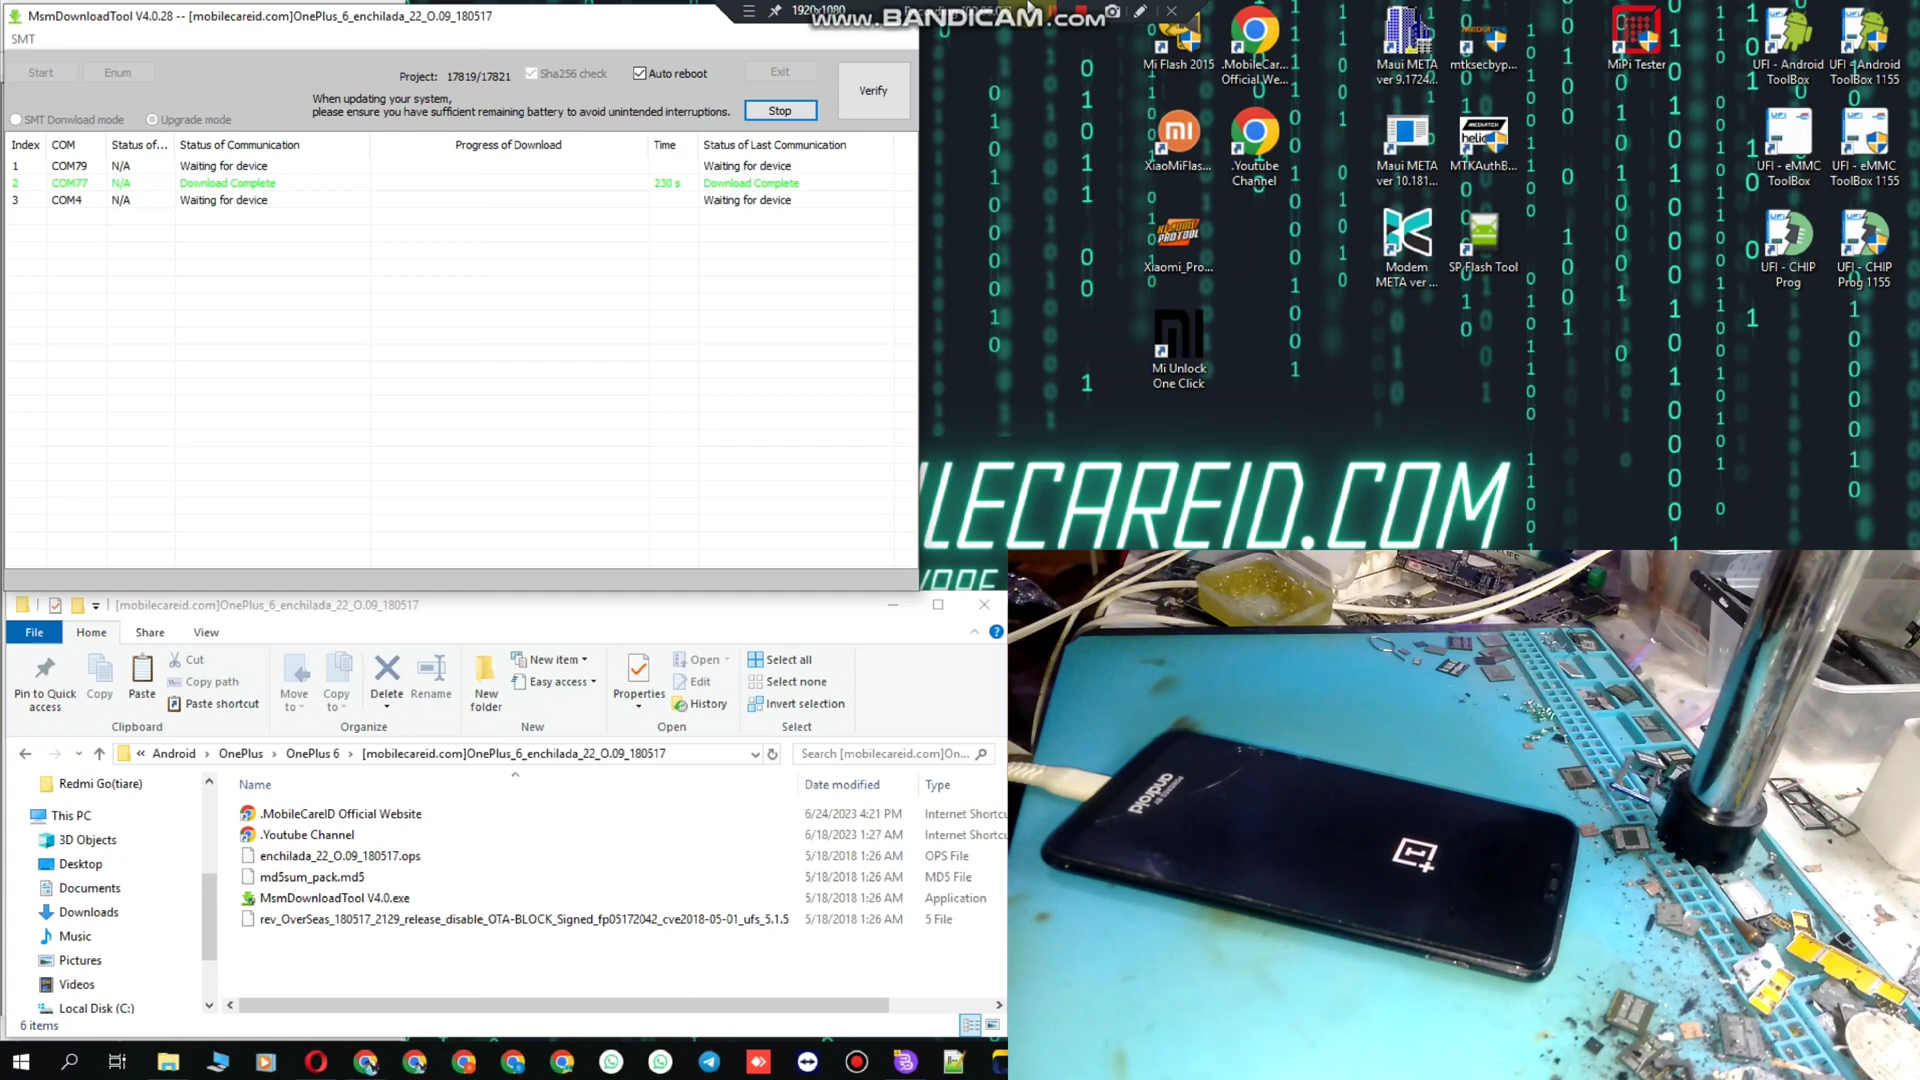 MsmDownloadTool V4.0.28 -- [mobilecareid.com]OnePlus_6_enchilada_22_O.09_180517
1920x1080
www.BANDICAM.com
SMT
Start
Enum
Project: 17819/17821
Sha256 check
Auto reboot
Exit
Verify
When updating your system,
please ensure you have sufficient remaining battery to avoid unintended interruptions.
Stop
SMT Donwload mode
Upgrade mode
Index COM Status of... Status of Communication Progress of Download Time Status of Last Communication
1 COM79 N/A Waiting for device Waiting for device
2 COM77 N/A Download Complete 230 s Download Complete
3 COM4 N/A Waiting for device Waiting for device
Mi Flash 2015
.MobileCar...
Official We...
Maui META
ver 9.1724...
mtksecbyp...
MiPi Tester
UFI - Android
ToolBox
UFI - Android
ToolBox 1155
XiaoMiFlas...
.Youtube
Channel
Maui META
ver 10.181...
MEDIATEK
helio
MTKAuthB...
UFI - eMMC
ToolBox
UFI - eMMC
ToolBox 1155
Xiaomi_Pro...
Modem
META ver ...
SP Flash Tool
UFI - CHIP
Prog
UFI - CHIP
Prog 1155
Mi Unlock
One Click
LECAREID.COM
[mobilecareid.com]OnePlus_6_enchilada_22_O.09_180517
File Home Share View
Pin to Quick
access
Copy
Paste
Cut
Copy path
Paste shortcut
Move
to
Copy
to
Delete
Rename
New
folder
New item
Easy access
Properties
Open
Edit
History
Select all
Select none
Invert selection
Clipboard Organize New Open Select
« Android > OnePlus > OnePlus 6 > [mobilecareid.com]OnePlus_6_enchilada_22_O.09_180517
Search [mobilecareid.com]On...
Redmi Go(tiare)
This PC
3D Objects
Desktop
Documents
Downloads
Music
Pictures
Videos
Local Disk (C:)
Name Date modified Type
.MobileCareID Official Website 6/24/2023 4:21 PM Internet Shortcu
.Youtube Channel 6/18/2023 1:27 AM Internet Shortcu
enchilada_22_O.09_180517.ops 5/18/2018 1:26 AM OPS File
md5sum_pack.md5 5/18/2018 1:26 AM MD5 File
MsmDownloadTool V4.0.exe 5/18/2018 1:26 AM Application
rev_OverSeas_180517_2129_release_disable_OTA-BLOCK_Signed_fp05172042_cve2018-05-01_ufs_5.1.5 5/18/2018 1:26 AM 5 File
6 items
POWERED BY
android